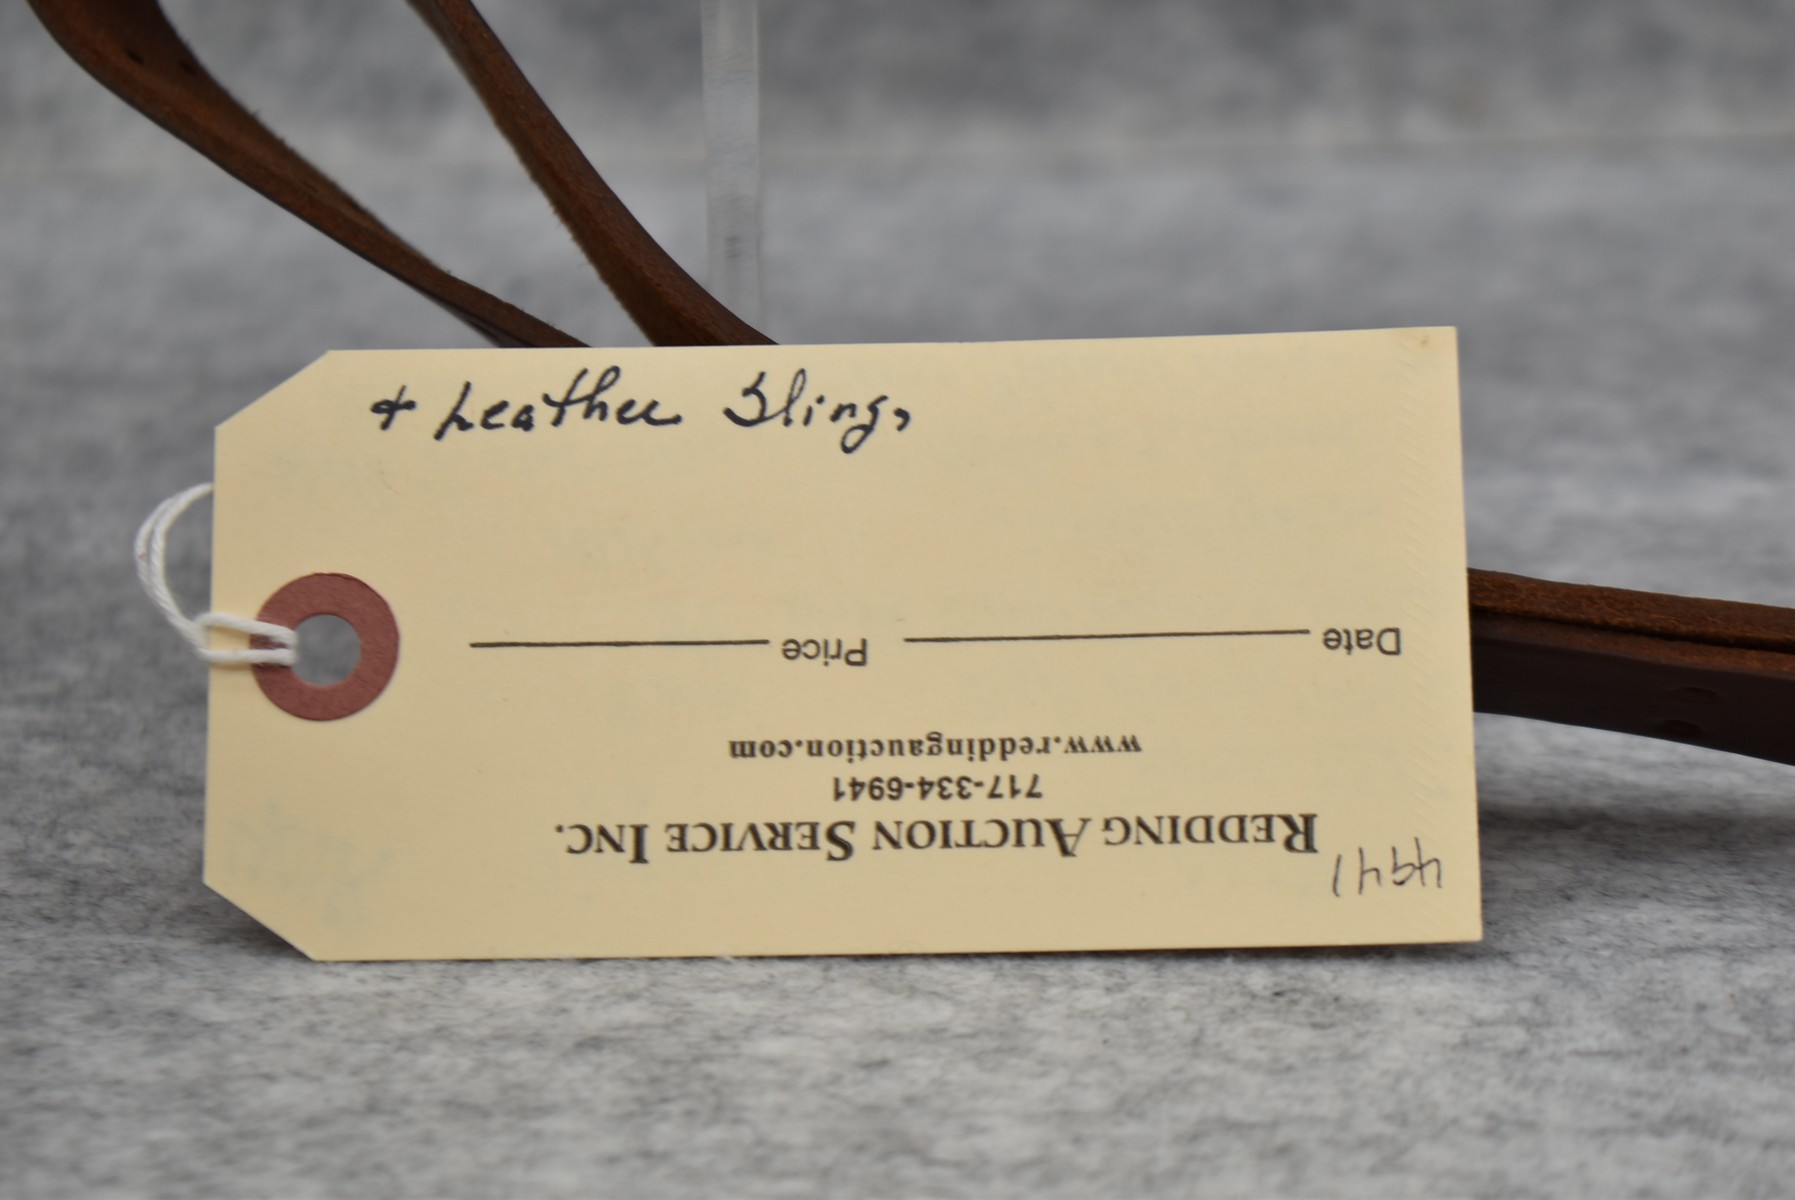 + Leather Sling,
4941
REDDING AUCTION SERVICE INC.
717-334-6941
www.reddingauction.com
Date Price